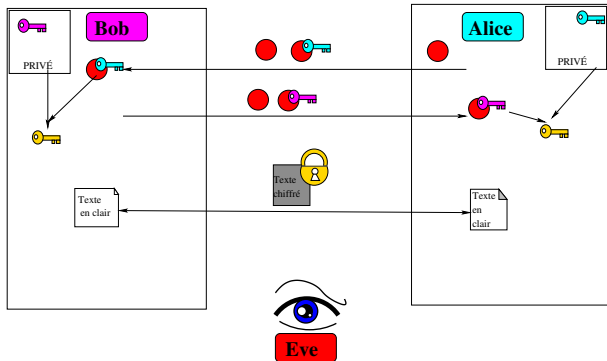 Bob
Alice
PRIVÉ
PRIVÉ
Texte
chiffré
Texte
en clair
Texte
en
clair
Eve